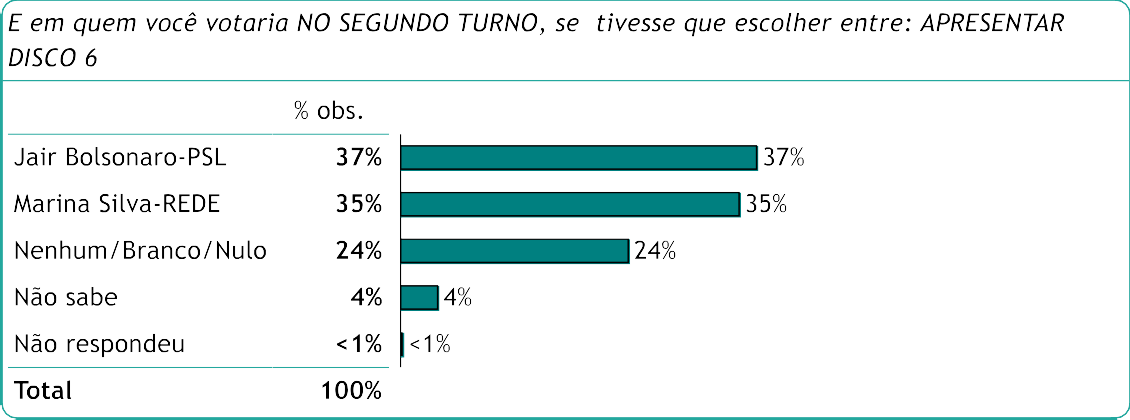 E em quem você votaria NO SEGUNDO TURNO, se  tivesse que escolher entre: APRESENTAR
DISCO 6
% obs.
Jair Bolsonaro-PSL 37% 37%
Marina Silva-REDE 35% 35%
Nenhum/Branco/Nulo 24% 24%
Não sabe 4% 4%
Não respondeu <1% <1%
Total 100%